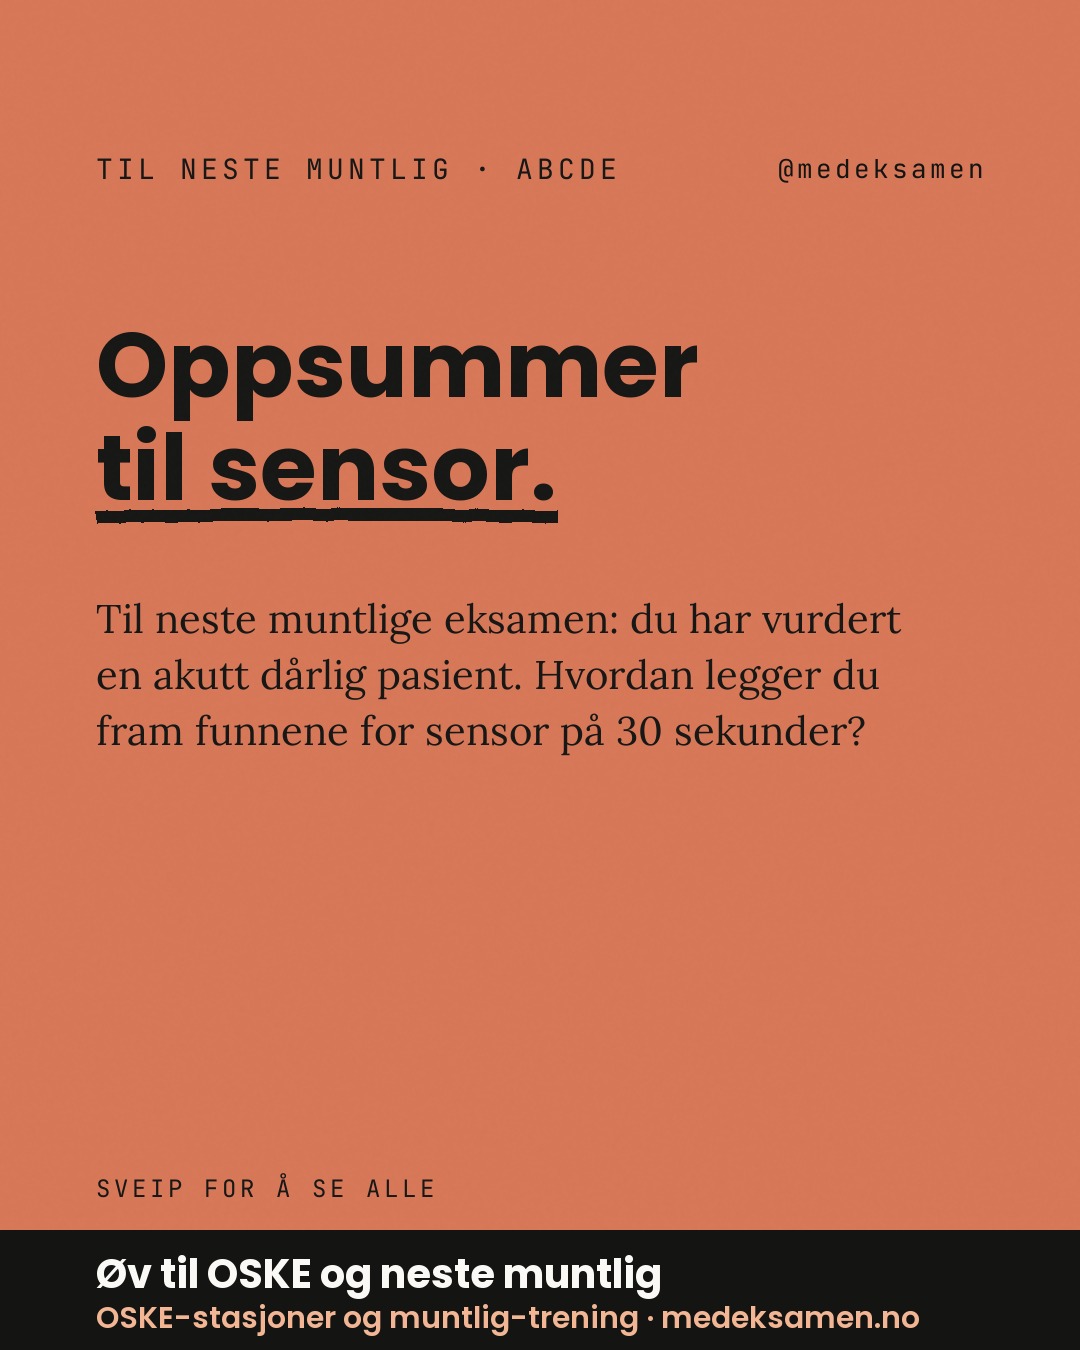 TIL NESTE MUNTLIG · ABCDE
@medeksamen
Oppsummer
til sensor.
Til neste muntlige eksamen: du har vurdert
en akutt dårlig pasient. Hvordan legger du
fram funnene for sensor på 30 sekunder?
SVEIP FOR Å SE ALLE
Øv til OSKE og neste muntlig
OSKE-stasjoner og muntlig-trening · medeksamen.no